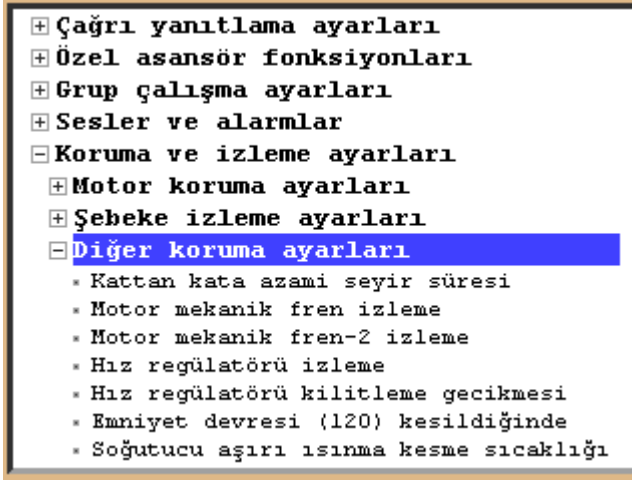 Çağrı yanıtlama ayarları
Özel asansör fonksiyonları
Grup çalışma ayarları
Sesler ve alarmlar
Koruma ve izleme ayarları
Motor koruma ayarları
Şebeke izleme ayarları
Diğer koruma ayarları
Kattan kata azami seyir süresi
Motor mekanik fren izleme
Motor mekanik fren-2 izleme
Hız regülatörü izleme
Hız regülatörü kilitleme gecikmesi
Emniyet devresi (120) kesildiğinde
Soğutucu aşırı ısınma kesme sıcaklığı